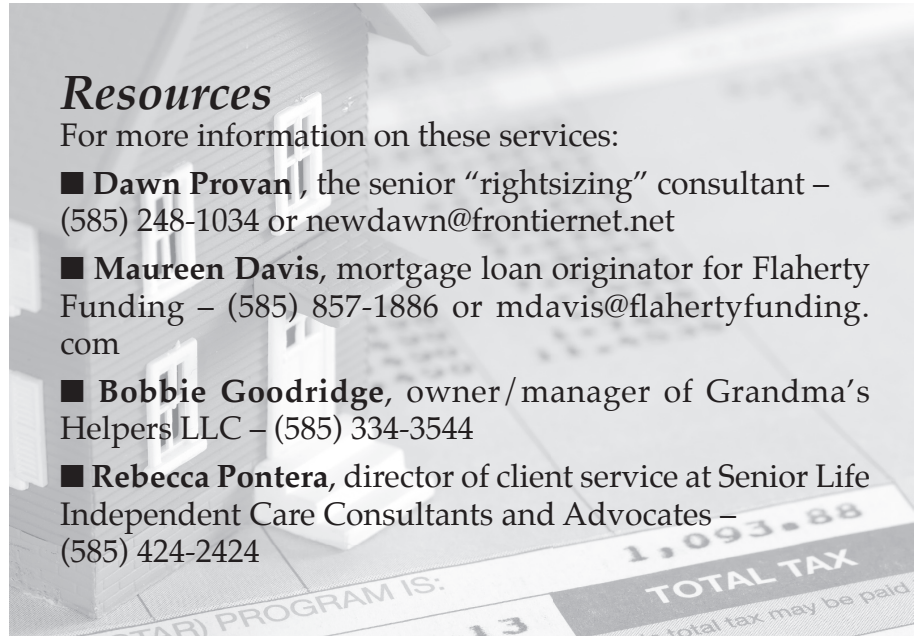 Resources
For more information on these services:
■ Dawn Provan , the senior “rightsizing” consultant –
(585) 248-1034 or newdawn@frontiernet.net
■ Maureen Davis, mortgage loan originator for Flaherty
Funding – (585) 857-1886 or mdavis@flahertyfunding.
com
■ Bobbie Goodridge, owner/manager of Grandma’s
Helpers LLC – (585) 334-3544
■ Rebecca Pontera, director of client service at Senior Life
Independent Care Consultants and Advocates –
(585) 424-2424
1,093.88
TOTAL TAX
STAR) PROGRAM IS:
13
total tax may be paid